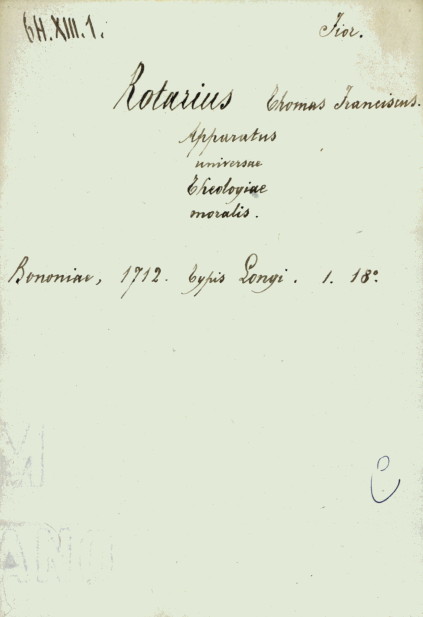 6H.XIII.1.
Fior.
Rotarius Thomas Franciscus.
Apparatus
universae
Theologiae
moralis.
Bononiae, 1712. Typis Longi. 1. 18°